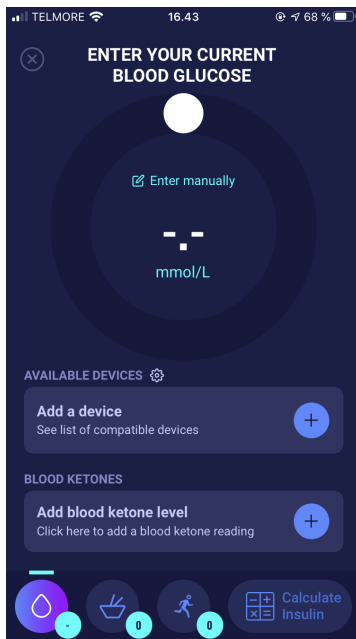 TELMORE 16.43 68 %
ENTER YOUR CURRENT
BLOOD GLUCOSE
Enter manually
-.-
mmol/L
AVAILABLE DEVICES
Add a device
See list of compatible devices
BLOOD KETONES
Add blood ketone level
Click here to add a blood ketone reading
- 0 0
Calculate
Insulin